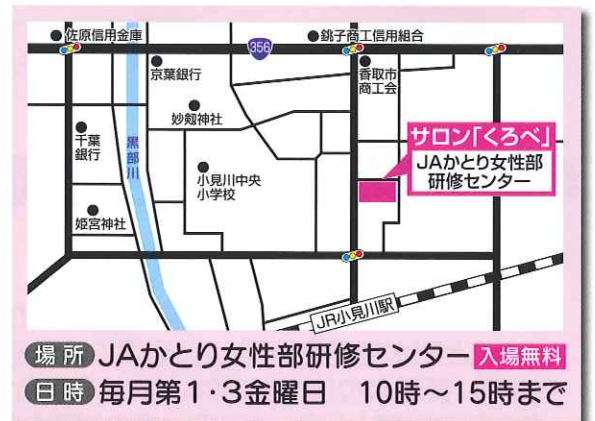 佐原信用金庫
356
銚子商工信用組合
京葉銀行
香取市
商工会
妙剱神社
千葉
銀行
黒部川
サロン「くろべ」
JAかとり女性部
研修センター
小見川中央
小学校
姫宮神社
JR小見川駅
場所 JAかとり女性部研修センター 入場無料
日時 毎月第1・3金曜日 10時〜15時まで